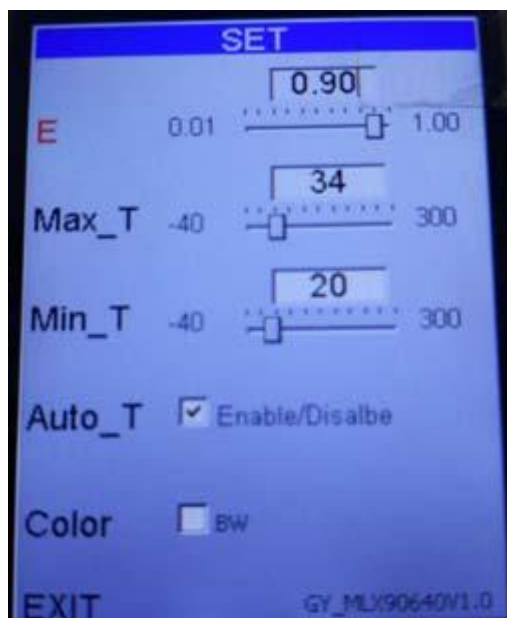 SET
0.90
E 0.01 1.00
34
Max_T -40 300
20
Min_T -40 300
Auto_T Enable/Disalbe
Color BW
EXIT GY_MLX90640V1.0